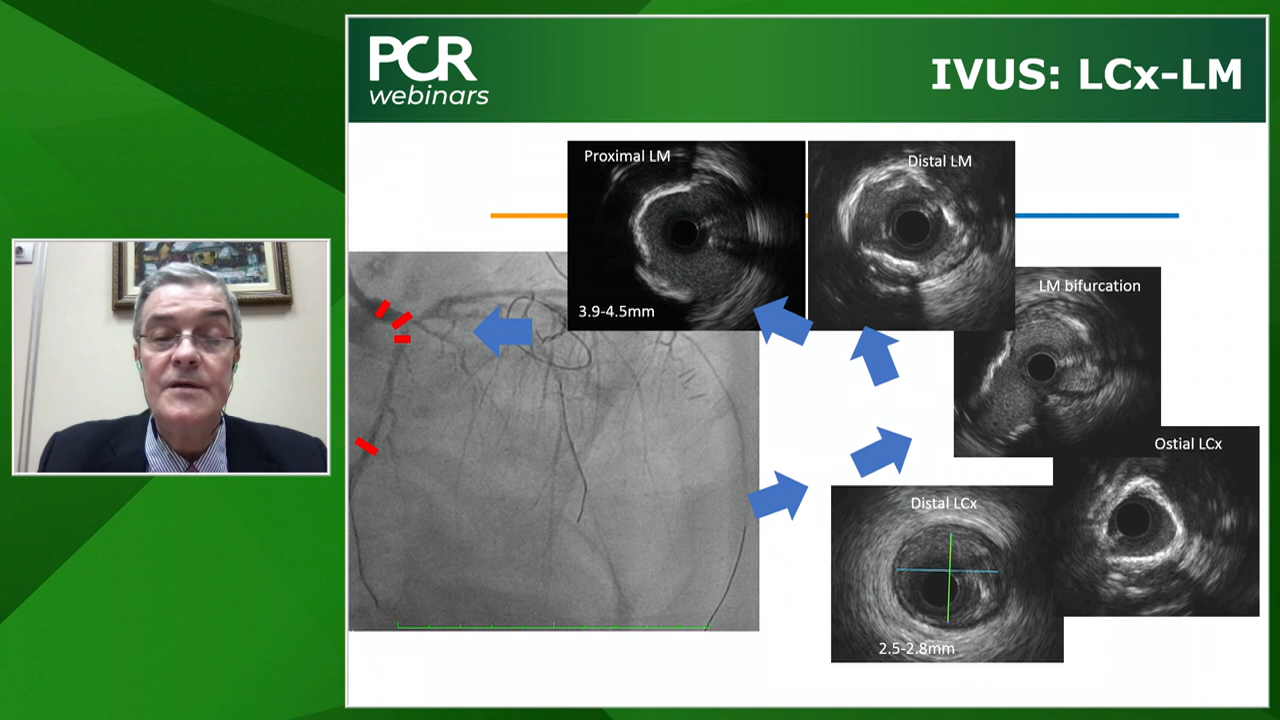 PCR
webinars
IVUS: LCx-LM
Proximal LM
Distal LM
3.9-4.5mm
LM bifurcation
Ostial LCx
Distal LCx
2.5-2.8mm